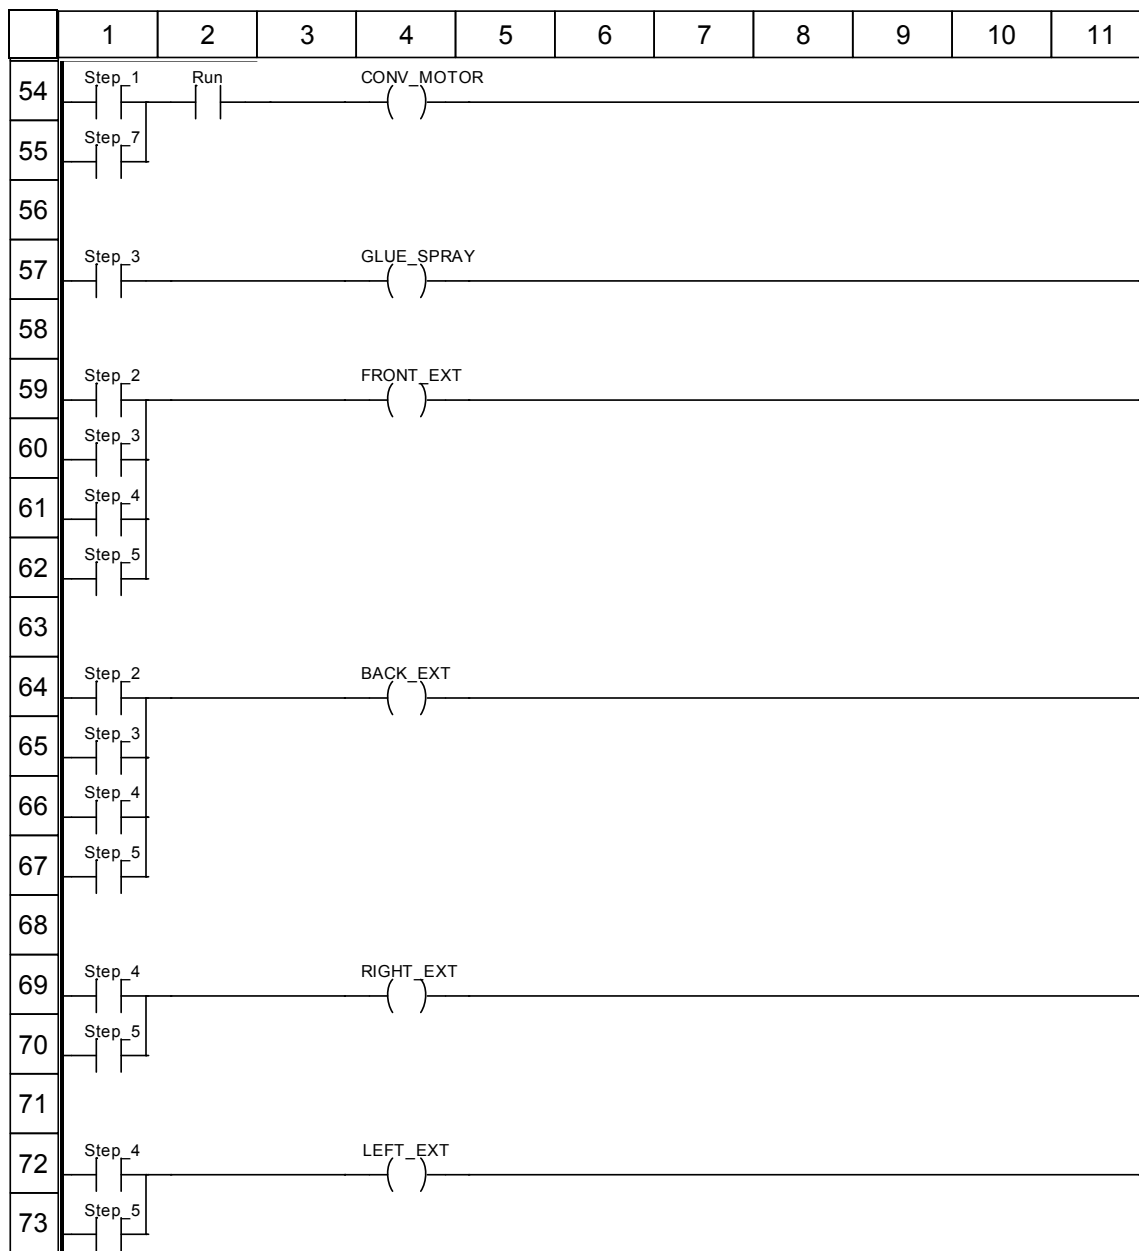 1 2 3 4 5 6 7 8 9 10 11
54 Step_1 Run CONV_MOTOR
55 Step_7
56
57 Step_3 GLUE_SPRAY
58
59 Step_2 FRONT_EXT
60 Step_3
61 Step_4
62 Step_5
63
64 Step_2 BACK_EXT
65 Step_3
66 Step_4
67 Step_5
68
69 Step_4 RIGHT_EXT
70 Step_5
71
72 Step_4 LEFT_EXT
73 Step_5